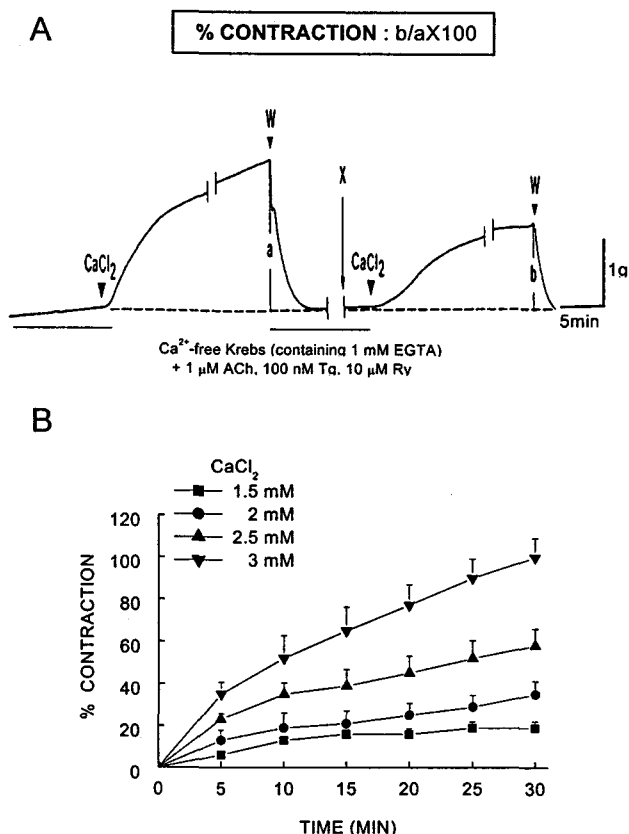 A
% CONTRACTION : b/aX100
W
X
W
CaCl2
a
CaCl2
b
1g
5min
Ca2+-free Krebs (containing 1 mM EGTA)
+ 1 µM ACh, 100 nM Tg, 10 µM Ry
B
CaCl2
1.5 mM
2 mM
2.5 mM
3 mM
% CONTRACTION
120
100
80
60
40
20
0
0 5 10 15 20 25 30
TIME (MIN)